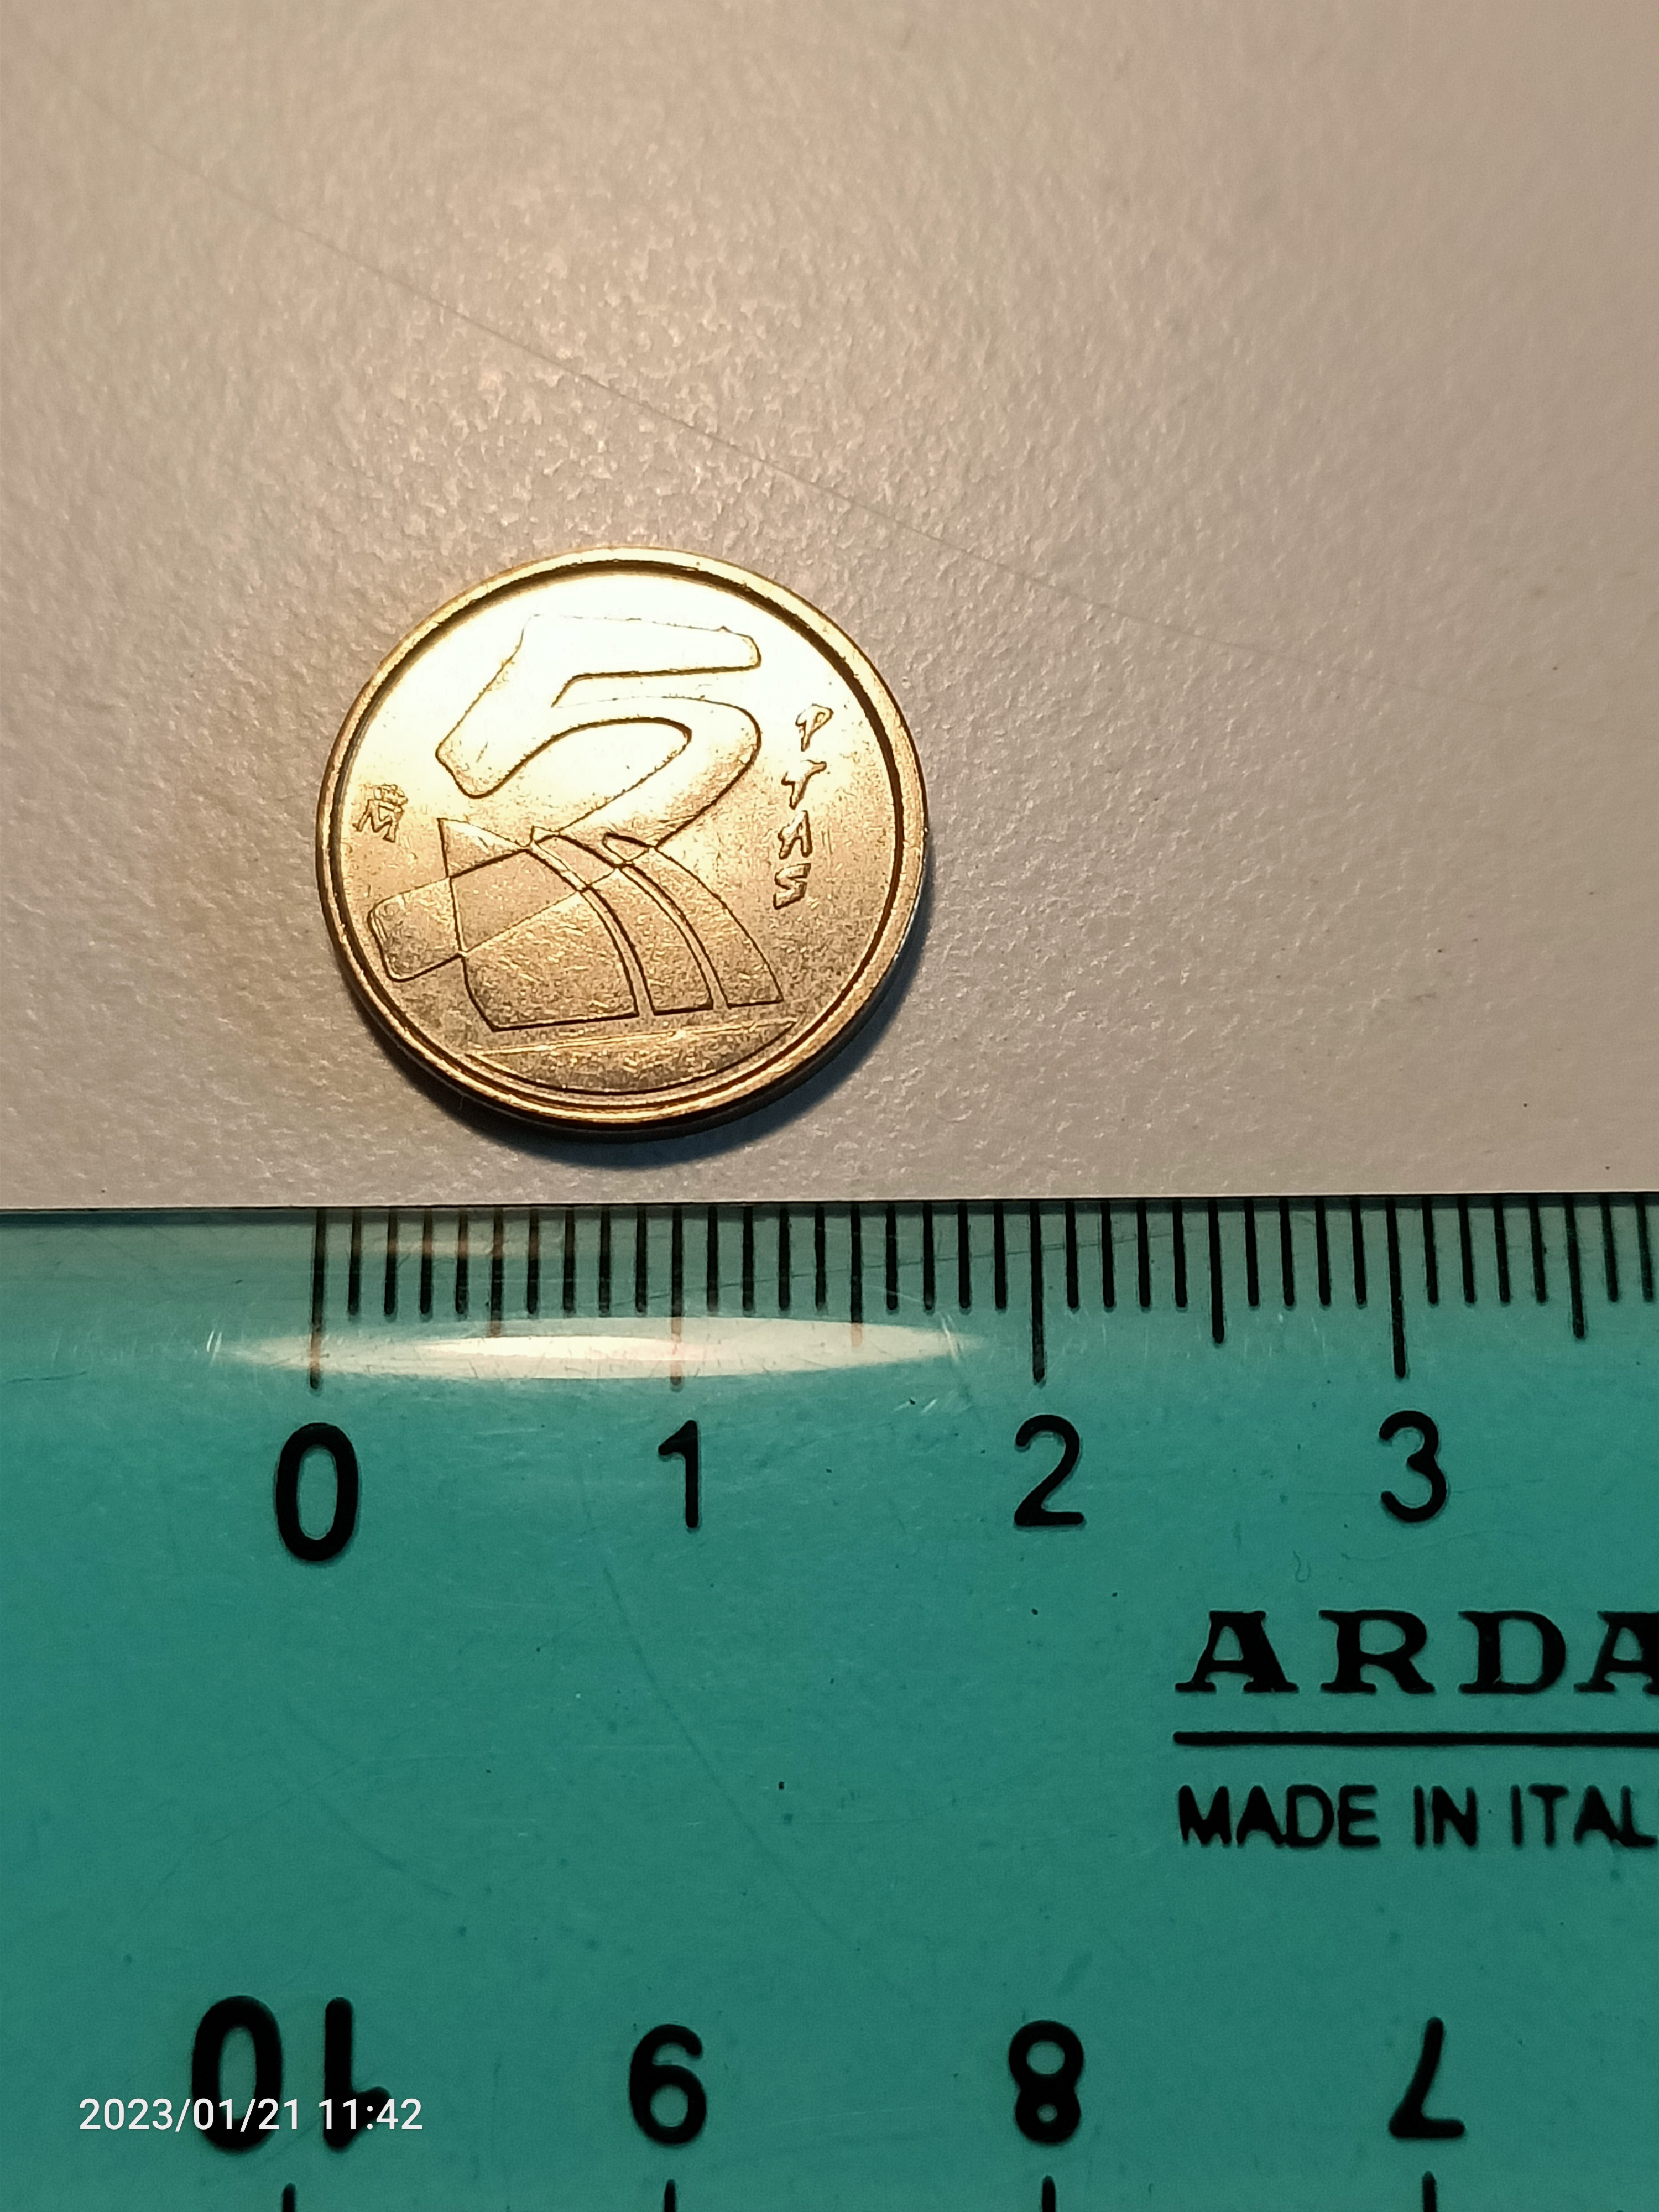 5
PTAS
M
0 1 2 3
ARDA
MADE IN ITAL
10 9 8 7
2023/01/21 11:42